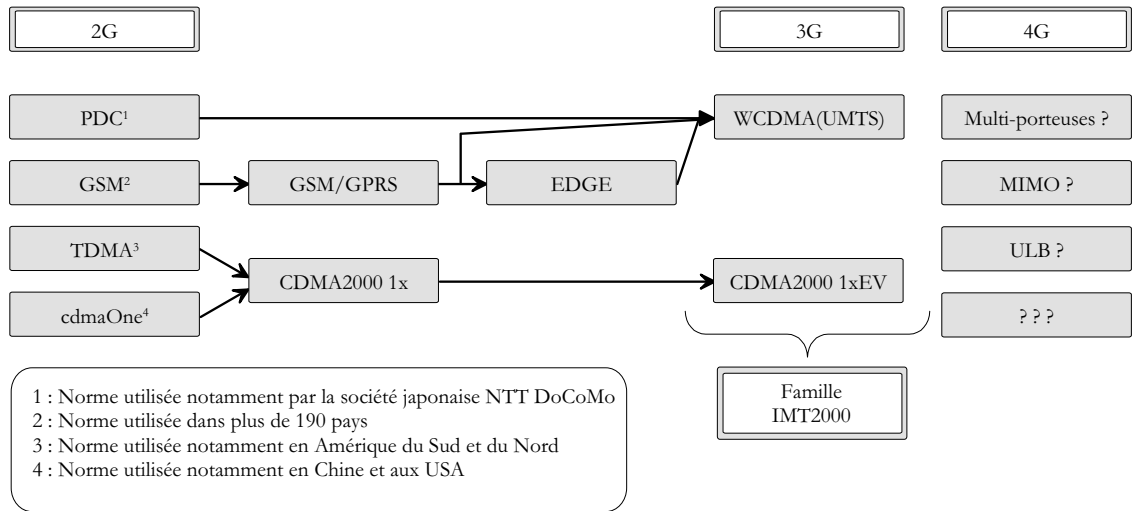 2G
3G
4G
PDC¹
WCDMA(UMTS)
Multi-porteuses ?
GSM²
GSM/GPRS
EDGE
MIMO ?
TDMA³
CDMA2000 1x
CDMA2000 1xEV
ULB ?
cdmaOne⁴
? ? ?
Famille
IMT2000
1 : Norme utilisée notamment par la société japonaise NTT DoCoMo
2 : Norme utilisée dans plus de 190 pays
3 : Norme utilisée notamment en Amérique du Sud et du Nord
4 : Norme utilisée notamment en Chine et aux USA